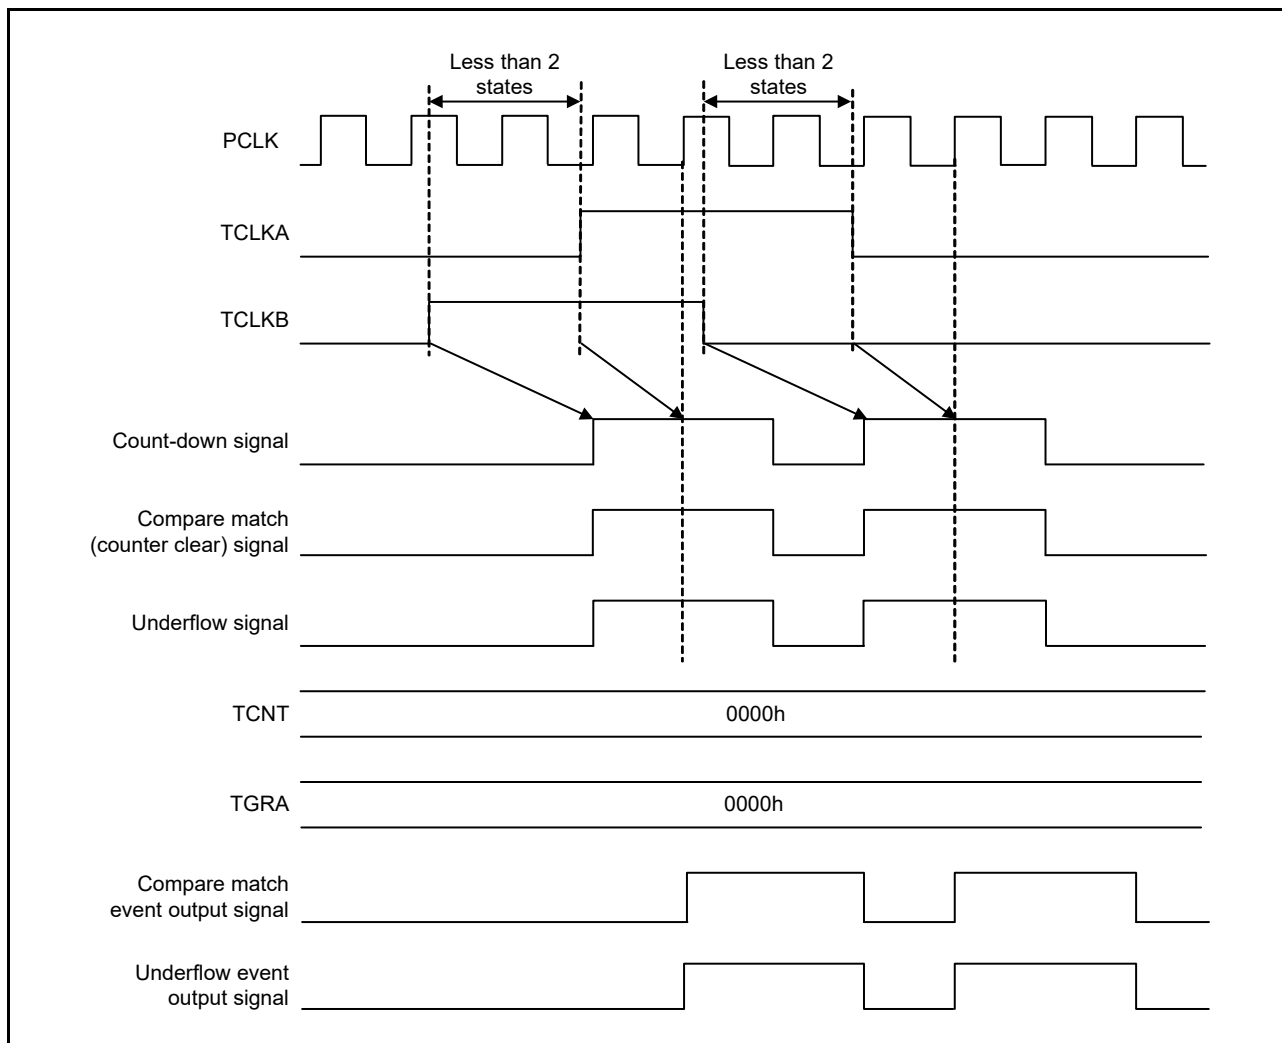 Less than 2
states
Less than 2
states
PCLK
TCLKA
TCLKB
Count-down signal
Compare match
(counter clear) signal
Underflow signal
TCNT
0000h
TGRA
0000h
Compare match
event output signal
Underflow event
output signal